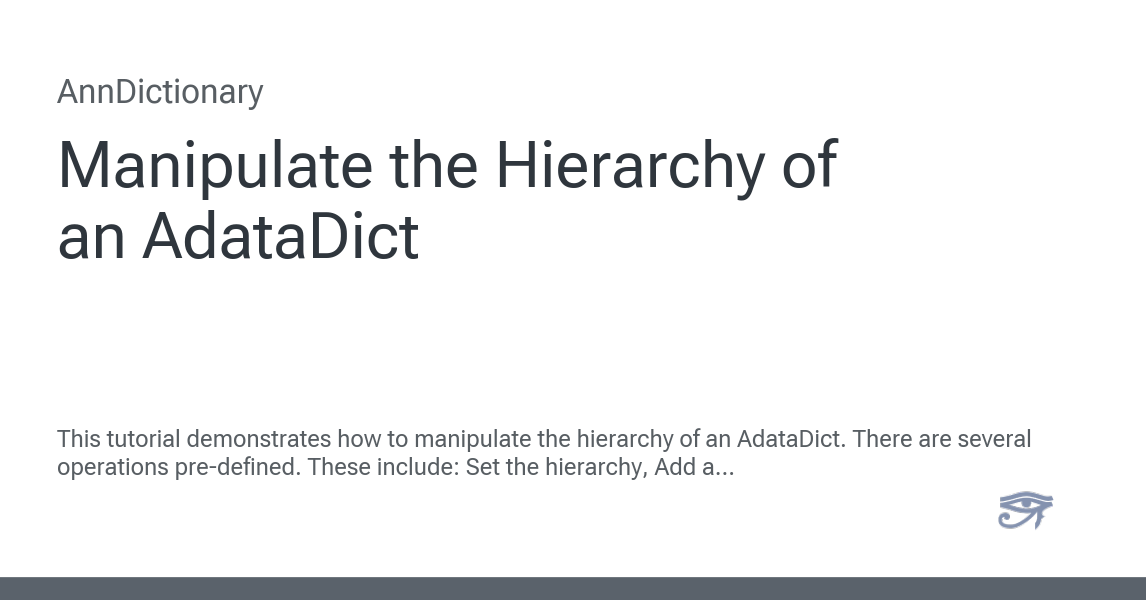 AnnDictionary
Manipulate the Hierarchy of
an AdataDict
This tutorial demonstrates how to manipulate the hierarchy of an AdataDict. There are several
operations pre-defined. These include: Set the hierarchy, Add a...